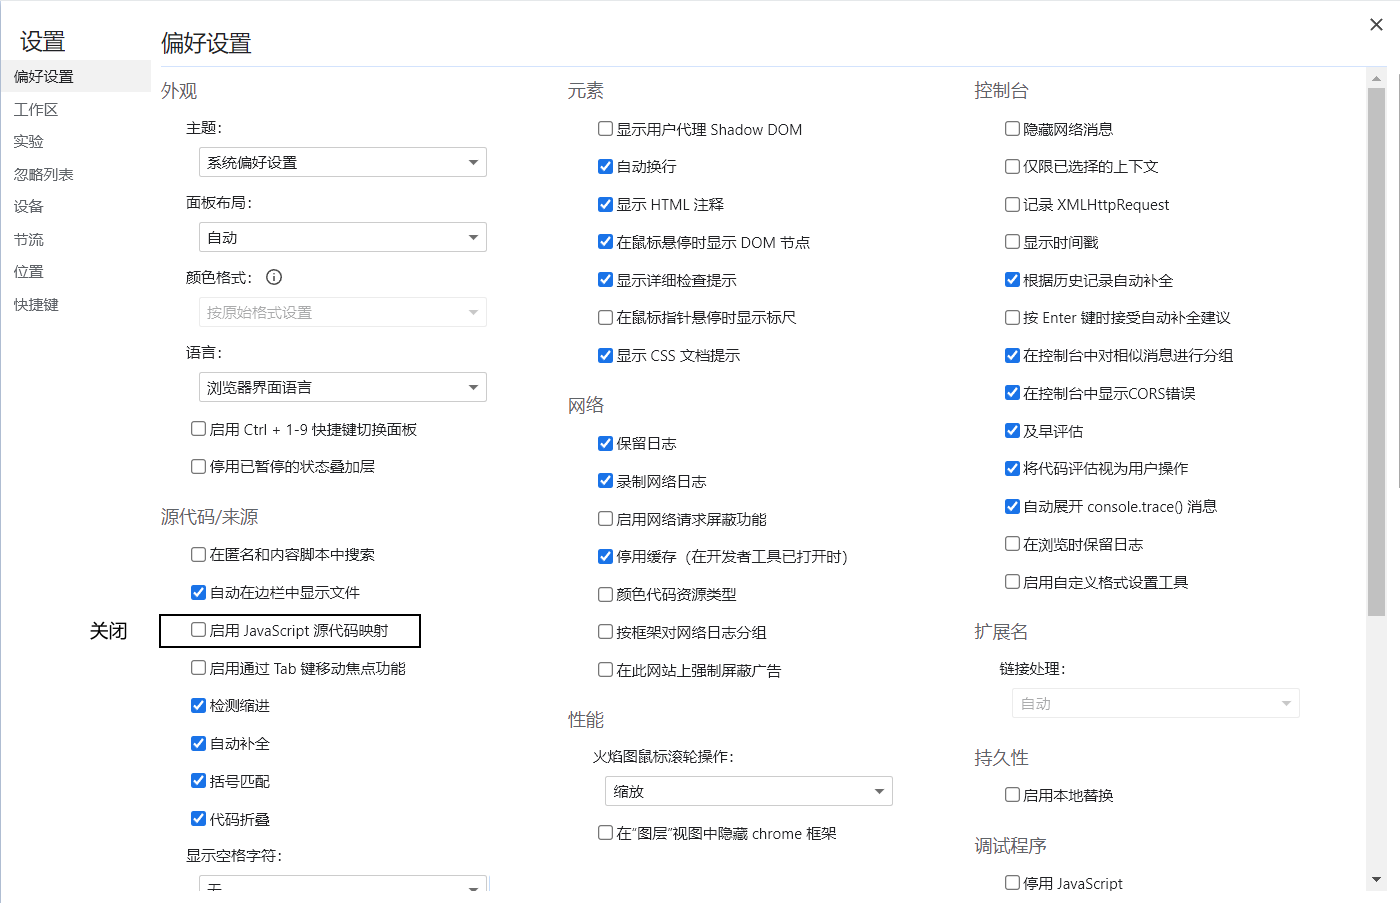 设置
偏好设置
工作区
实验
忽略列表
设备
节流
位置
快捷键
偏好设置
外观
主题:
系统偏好设置
面板布局:
自动
颜色格式:
按原始格式设置
语言:
浏览器界面语言
启用 Ctrl + 1-9 快捷键切换面板
停用已暂停的状态叠加层
源代码/来源
在匿名和内容脚本中搜索
自动在边栏中显示文件
关闭
启用 JavaScript 源代码映射
启用通过 Tab 键移动焦点功能
检测缩进
自动补全
括号匹配
代码折叠
显示空格字符:
无
元素
显示用户代理 Shadow DOM
自动换行
显示 HTML 注释
在鼠标悬停时显示 DOM 节点
显示详细检查提示
在鼠标指针悬停时显示标尺
显示 CSS 文档提示
网络
保留日志
录制网络日志
启用网络请求屏蔽功能
停用缓存（在开发者工具已打开时）
颜色代码资源类型
按框架对网络日志分组
在此网站上强制屏蔽广告
性能
火焰图鼠标滚轮操作:
缩放
在“图层”视图中隐藏 chrome 框架
控制台
隐藏网络消息
仅限已选择的上下文
记录 XMLHttpRequest
显示时间戳
根据历史记录自动补全
按 Enter 键时接受自动补全建议
在控制台中对相似消息进行分组
在控制台中显示CORS错误
及早评估
将代码评估视为用户操作
自动展开 console.trace() 消息
在浏览时保留日志
启用自定义格式设置工具
扩展名
链接处理:
自动
持久性
启用本地替换
调试程序
停用 JavaScript